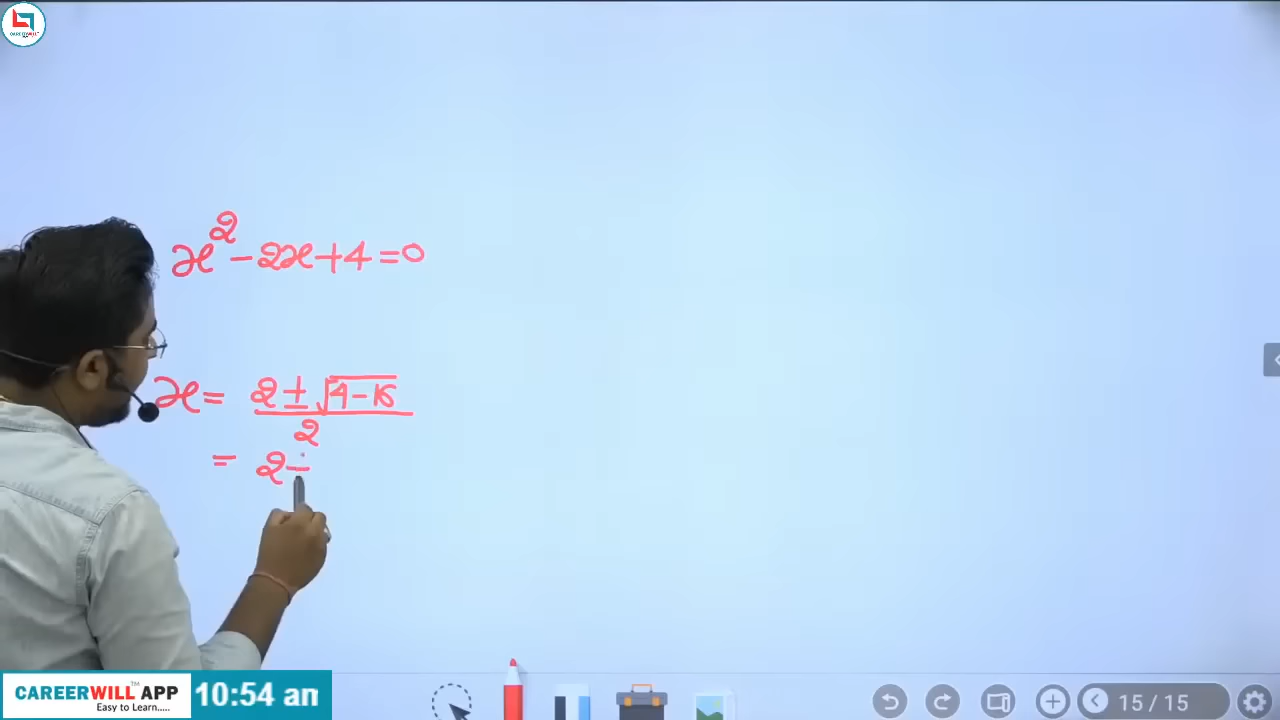 CAREERWILL
x² - 2x + 4 = 0
x = 2 ± √4 - 16
2
= 2 ÷
CAREERWILL™ APP
Easy to Learn.....
10:54 an
15 / 15